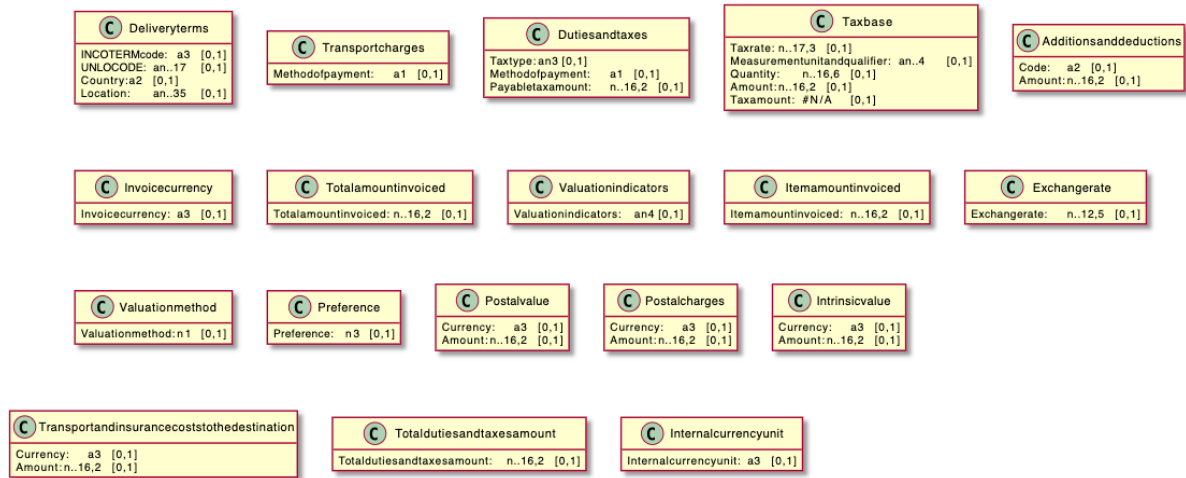 C Deliveryterms
INCOTERMcode: a3 [0,1]
UNLOCODE: an..17 [0,1]
Country:a2 [0,1]
Location: an..35 [0,1]
C Transportcharges
Methodofpayment: a1 [0,1]
C Dutiesandtaxes
Taxtype:an3 [0,1]
Methodofpayment: a1 [0,1]
Payabletaxamount: n..16,2 [0,1]
C Taxbase
Taxrate: n..17,3 [0,1]
Measurementunitandqualifier: an..4 [0,1]
Quantity: n..16,6 [0,1]
Amount:n..16,2 [0,1]
Taxamount: #N/A [0,1]
C Additionsanddeductions
Code: a2 [0,1]
Amount:n..16,2 [0,1]
C Invoicecurrency
Invoicecurrency: a3 [0,1]
C Totalamountinvoiced
Totalamountinvoiced: n..16,2 [0,1]
C Valuationindicators
Valuationindicators: an4 [0,1]
C Itemamountinvoiced
Itemamountinvoiced: n..16,2 [0,1]
C Exchangerate
Exchangerate: n..12,5 [0,1]
C Valuationmethod
Valuationmethod:n1 [0,1]
C Preference
Preference: n3 [0,1]
C Postalvalue
Currency: a3 [0,1]
Amount:n..16,2 [0,1]
C Postalcharges
Currency: a3 [0,1]
Amount:n..16,2 [0,1]
C Intrinsicvalue
Currency: a3 [0,1]
Amount:n..16,2 [0,1]
C Transportandinsurancecoststothedestination
Currency: a3 [0,1]
Amount:n..16,2 [0,1]
C Totaldutiesandtaxesamount
Totaldutiesandtaxesamount: n..16,2 [0,1]
C Internalcurrencyunit
Internalcurrencyunit: a3 [0,1]